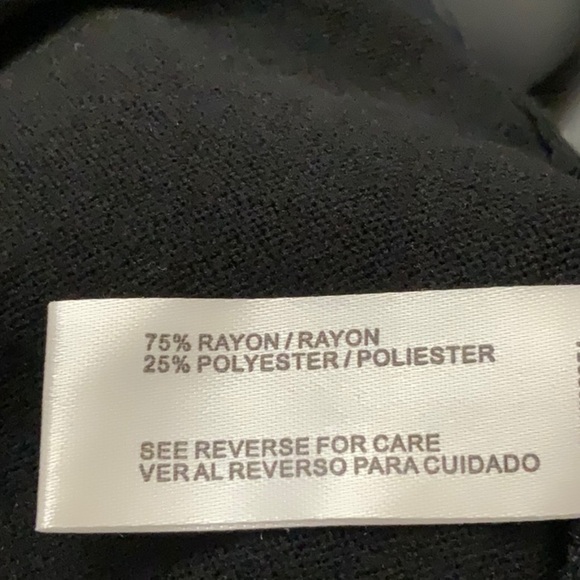 75% RAYON/RAYON
25% POLYESTER/POLIESTER
SEE REVERSE FOR CARE
VER AL REVERSO PARA CUIDADO